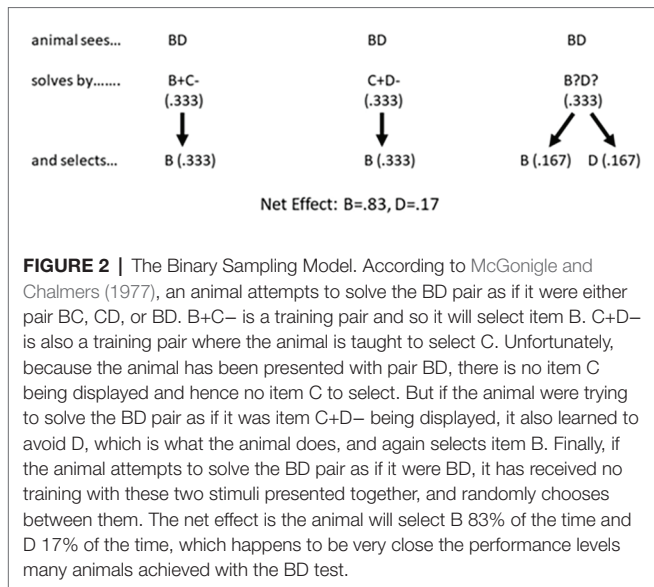 animal sees... BD BD BD
solves by....... B+C- C+D- B?D?
(.333) (.333) (.333)
and selects... B (.333) B (.333) B (.167) D (.167)
Net Effect: B=.83, D=.17
FIGURE 2 | The Binary Sampling Model. According to McGonigle and
Chalmers (1977), an animal attempts to solve the BD pair as if it were either
pair BC, CD, or BD. B+C− is a training pair and so it will select item B. C+D−
is also a training pair where the animal is taught to select C. Unfortunately,
because the animal has been presented with pair BD, there is no item C
being displayed and hence no item C to select. But if the animal were trying
to solve the BD pair as if it was item C+D− being displayed, it also learned to
avoid D, which is what the animal does, and again selects item B. Finally, if
the animal attempts to solve the BD pair as if it were BD, it has received no
training with these two stimuli presented together, and randomly chooses
between them. The net effect is the animal will select B 83% of the time and
D 17% of the time, which happens to be very close the performance levels
many animals achieved with the BD test.